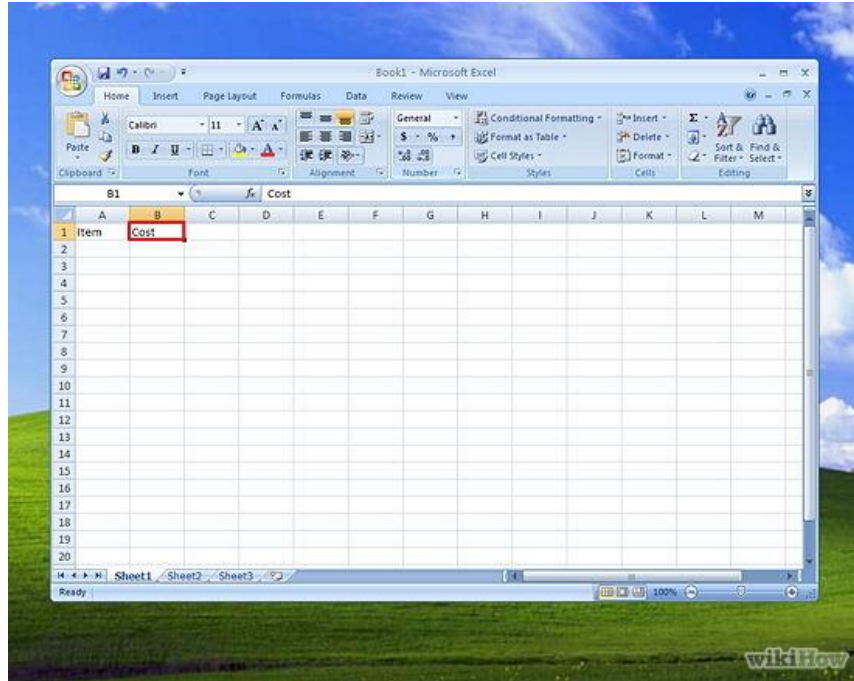 Book1 - Microsoft Excel
Home Insert Page Layout Formulas Data Review View
Paste
Calibri 11 A A
B I U A
General
$ % ,
Conditional Formatting
Format as Table
Cell Styles
Insert
Delete
Format
Σ
Sort & Filter
Find & Select
Clipboard Font Alignment Number Styles Cells Editing
B1 fx Cost
A B C D E F G H I J K L M
1 Item Cost
2
3
4
5
6
7
8
9
10
11
12
13
14
15
16
17
18
19
20
Sheet1 Sheet2 Sheet3
Ready 100%
wikiHow